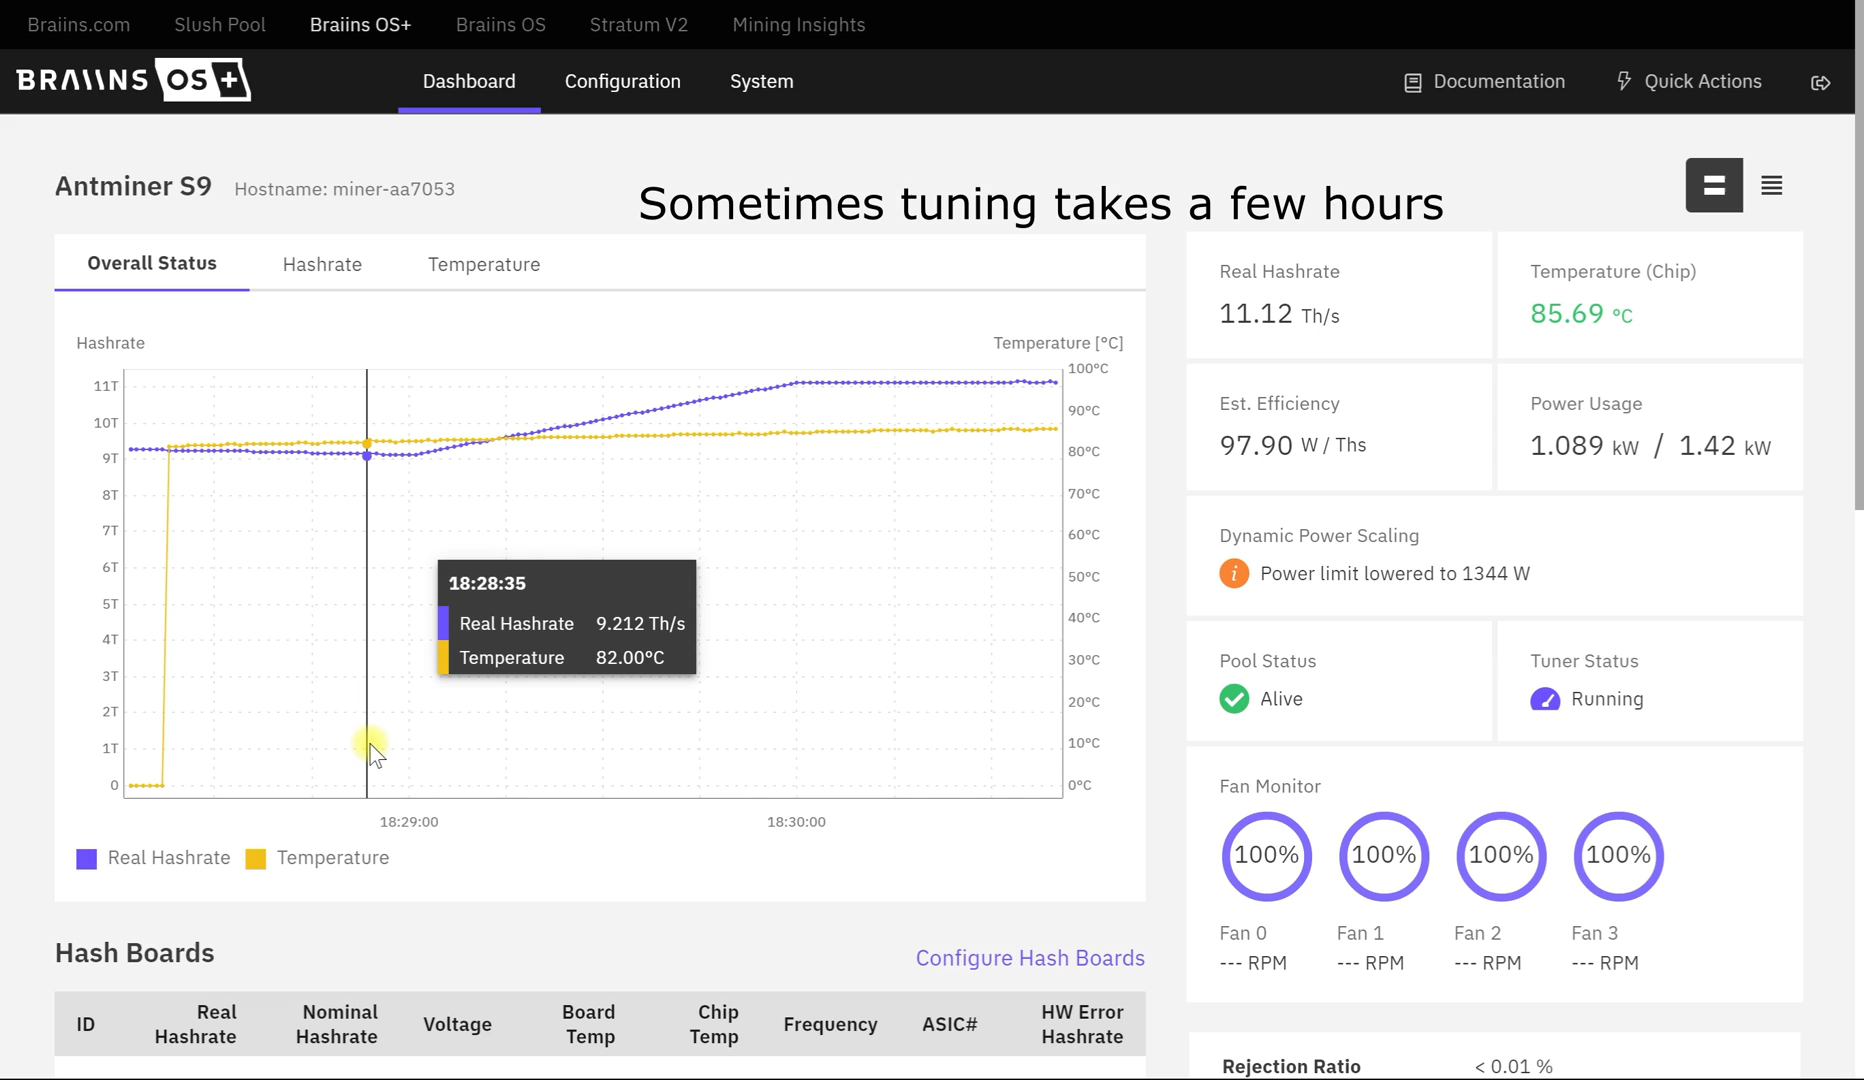 Braiins.com Slush Pool Braiins OS+ Braiins OS Stratum V2 Mining Insights
BRAIINS OS+ Dashboard Configuration System Documentation Quick Actions
Antminer S9 Hostname: miner-aa7053
Sometimes tuning takes a few hours
Overall Status Hashrate Temperature
Hashrate Temperature [°C]
11T
10T
9T
8T
7T
6T
5T
4T
3T
2T
1T
0
100°C
90°C
80°C
70°C
60°C
50°C
40°C
30°C
20°C
10°C
0°C
18:28:35
Real Hashrate 9.212 Th/s
Temperature 82.00°C
18:29:00 18:30:00
Real Hashrate Temperature
Real Hashrate
11.12 Th/s
Temperature (Chip)
85.69 °C
Est. Efficiency
97.90 W / Ths
Power Usage
1.089 kW / 1.42 kW
Dynamic Power Scaling
i Power limit lowered to 1344 W
Pool Status
Alive
Tuner Status
Running
Fan Monitor
100% 100% 100% 100%
Fan 0 Fan 1 Fan 2 Fan 3
--- RPM --- RPM --- RPM --- RPM
Hash Boards Configure Hash Boards
ID Real Hashrate Nominal Hashrate Voltage Board Temp Chip Temp Frequency ASIC# HW Error Hashrate
Rejection Ratio < 0.01 %